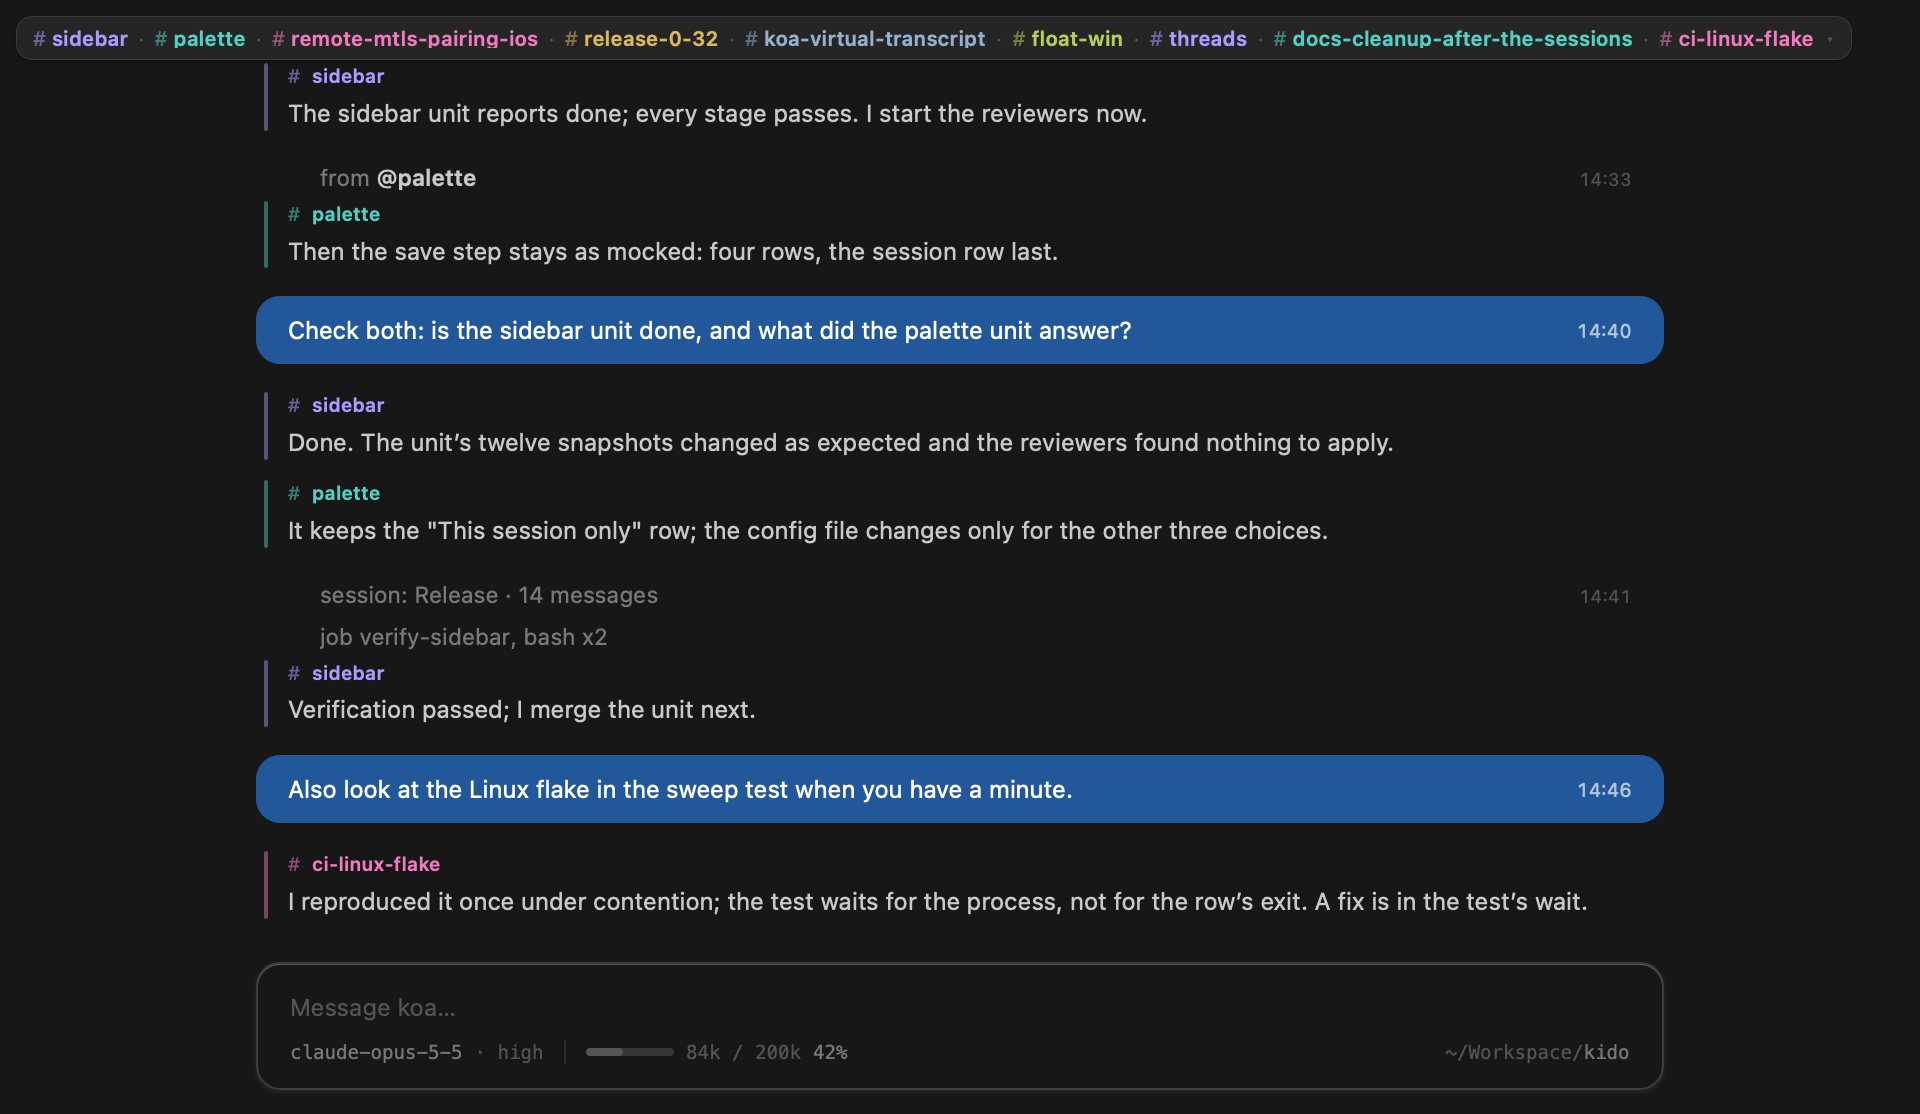 # sidebar · # palette · # remote-mtls-pairing-ios · # release-0-32 · # koa-virtual-transcript · # float-win · # threads · # docs-cleanup-after-the-sessions · # ci-linux-flake
# sidebar
The sidebar unit reports done; every stage passes. I start the reviewers now.
from @palette 14:33
# palette
Then the save step stays as mocked: four rows, the session row last.
Check both: is the sidebar unit done, and what did the palette unit answer? 14:40
# sidebar
Done. The unit’s twelve snapshots changed as expected and the reviewers found nothing to apply.
# palette
It keeps the "This session only" row; the config file changes only for the other three choices.
session: Release · 14 messages 14:41
job verify-sidebar, bash x2
# sidebar
Verification passed; I merge the unit next.
Also look at the Linux flake in the sweep test when you have a minute. 14:46
# ci-linux-flake
I reproduced it once under contention; the test waits for the process, not for the row’s exit. A fix is in the test’s wait.
Message koa…
claude-opus-5-5 · high 84k / 200k 42% ~/Workspace/kido